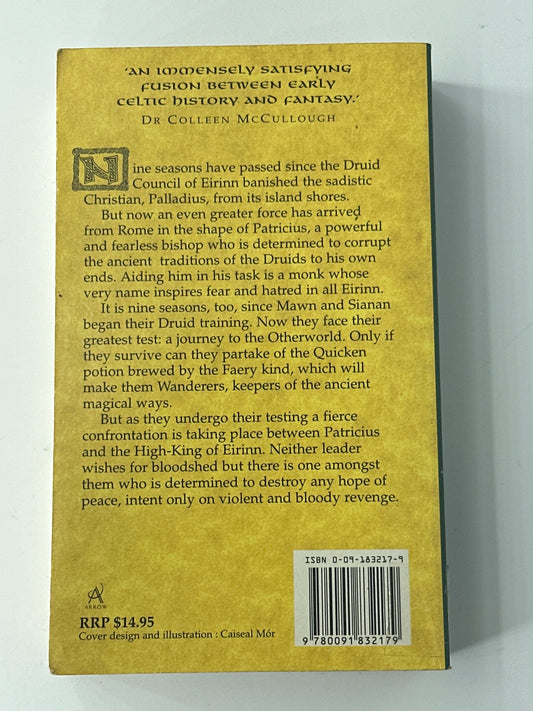 'AN IMMENSELY SATISFYING
FUSION BETWEEN EARLY
CELTIC HISTORY AND FANTASY.'
DR COLLEEN MCCULLOUGH
Nine seasons have passed since the Druid
Council of Eirinn banished the sadistic
Christian, Palladius, from its island shores.
But now an even greater force has arrived
from Rome in the shape of Patricius, a powerful
and fearless bishop who is determined to corrupt
the ancient traditions of the Druids to his own
ends. Aiding him in his task is a monk whose
very name inspires fear and hatred in all Eirinn.
It is nine seasons, too, since Mawn and Sianan
began their Druid training. Now they face their
greatest test: a journey to the Otherworld. Only if
they survive can they partake of the Quicken
potion brewed by the Faery kind, which will
make them Wanderers, keepers of the ancient
magical ways.
But as they undergo their testing a fierce
confrontation is taking place between Patricius
and the High-King of Eirinn. Neither leader
wishes for bloodshed but there is one amongst
them who is determined to destroy any hope of
peace, intent only on violent and bloody revenge.
ISBN 0-09-183217-9
9 780091 832179
ARROW
RRP $14.95
Cover design and illustration : Caiseal Mór